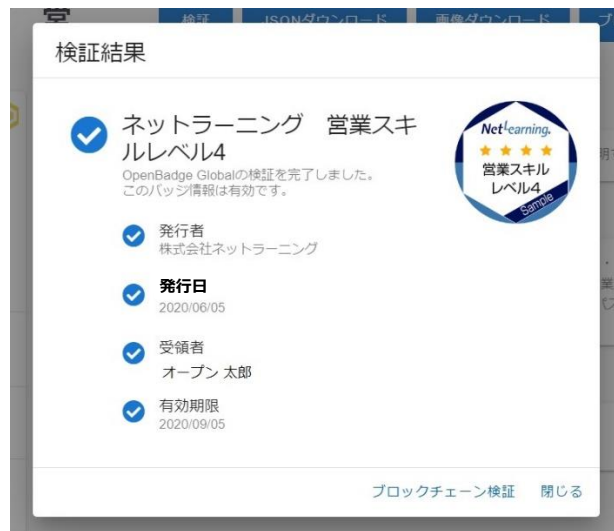 検証 JSONダウンロード 画像ダウンロード ブ
検証結果
ネットラーニング　営業スキ
ルレベル4
OpenBadge Globalの検証を完了しました。
このバッジ情報は有効です。
NetLearning.
営業スキル
レベル4
Sample
発行者
株式会社ネットラーニング
発行日
2020/06/05
受領者
オープン 太郎
有効期限
2020/09/05
ブロックチェーン検証 閉じる